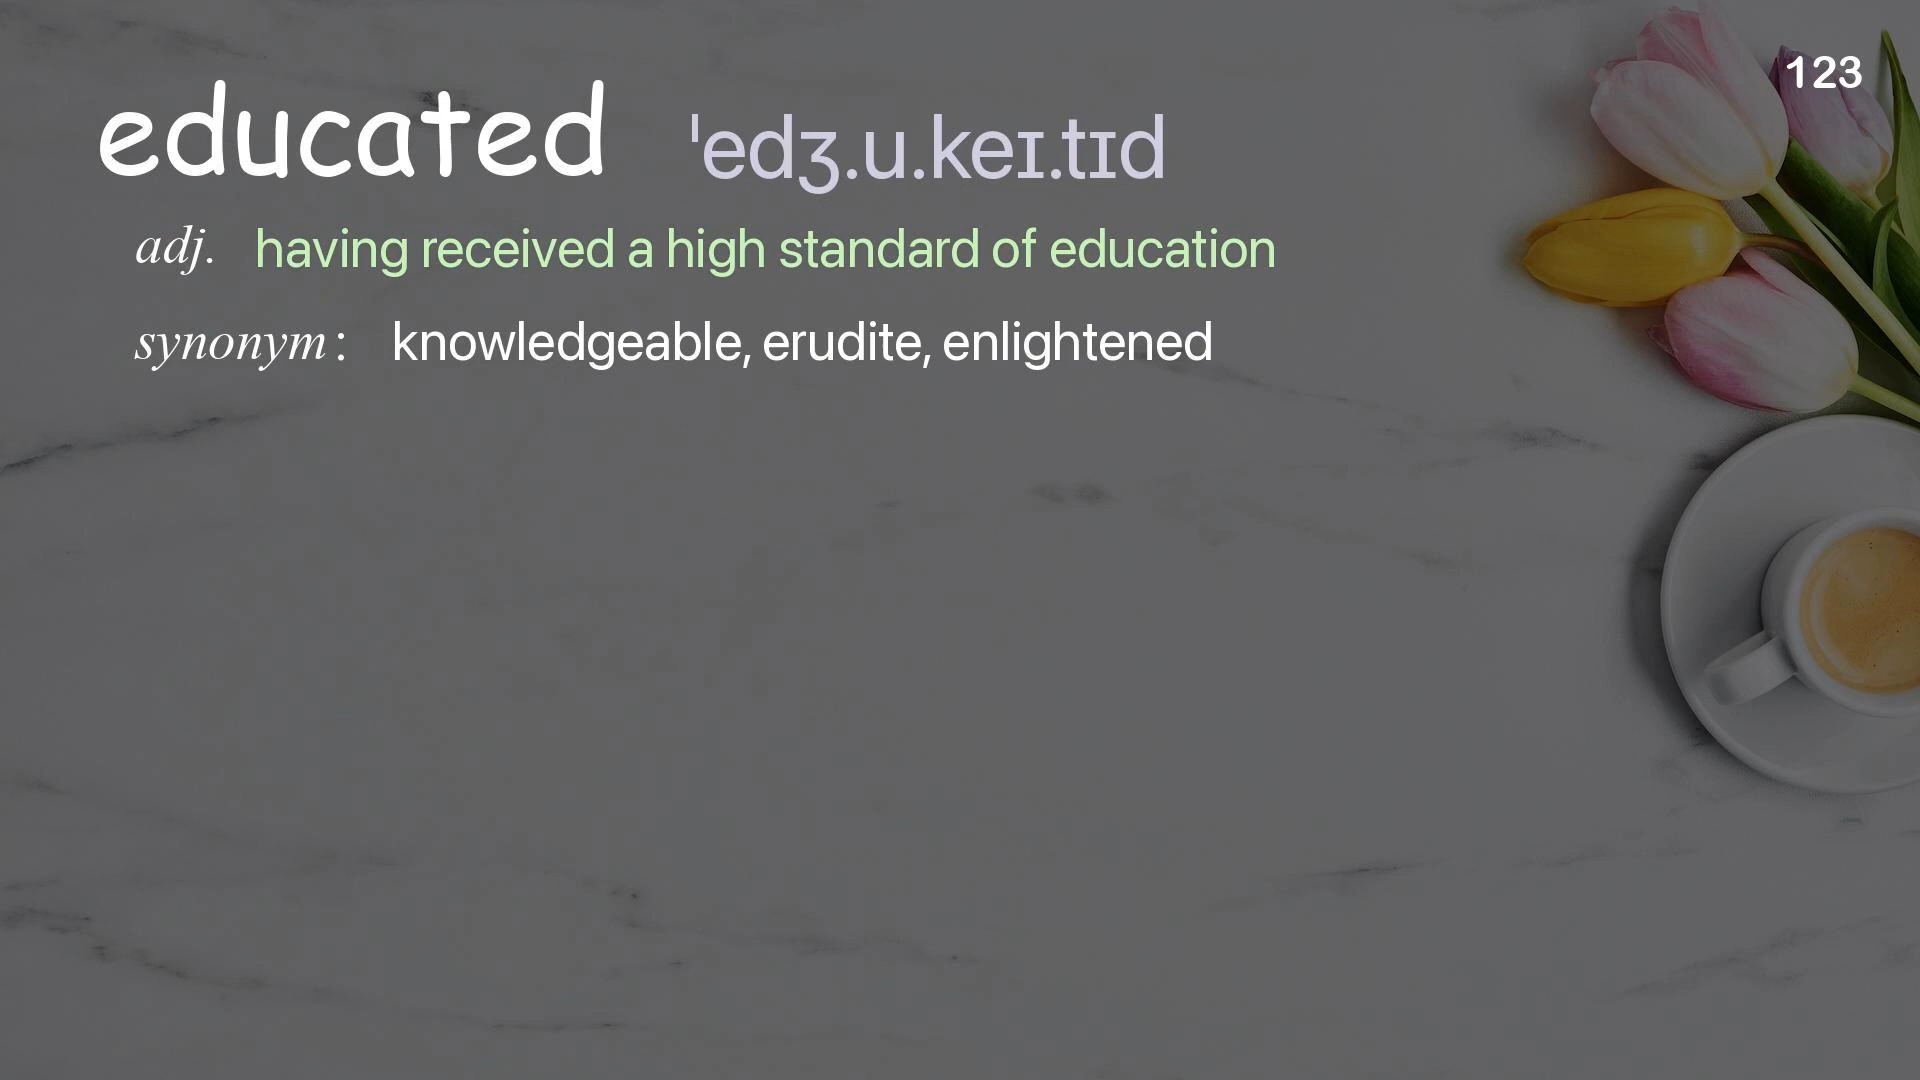 123
educated ˈedʒ.u.keɪ.tɪd
adj. having received a high standard of education
synonym: knowledgeable, erudite, enlightened